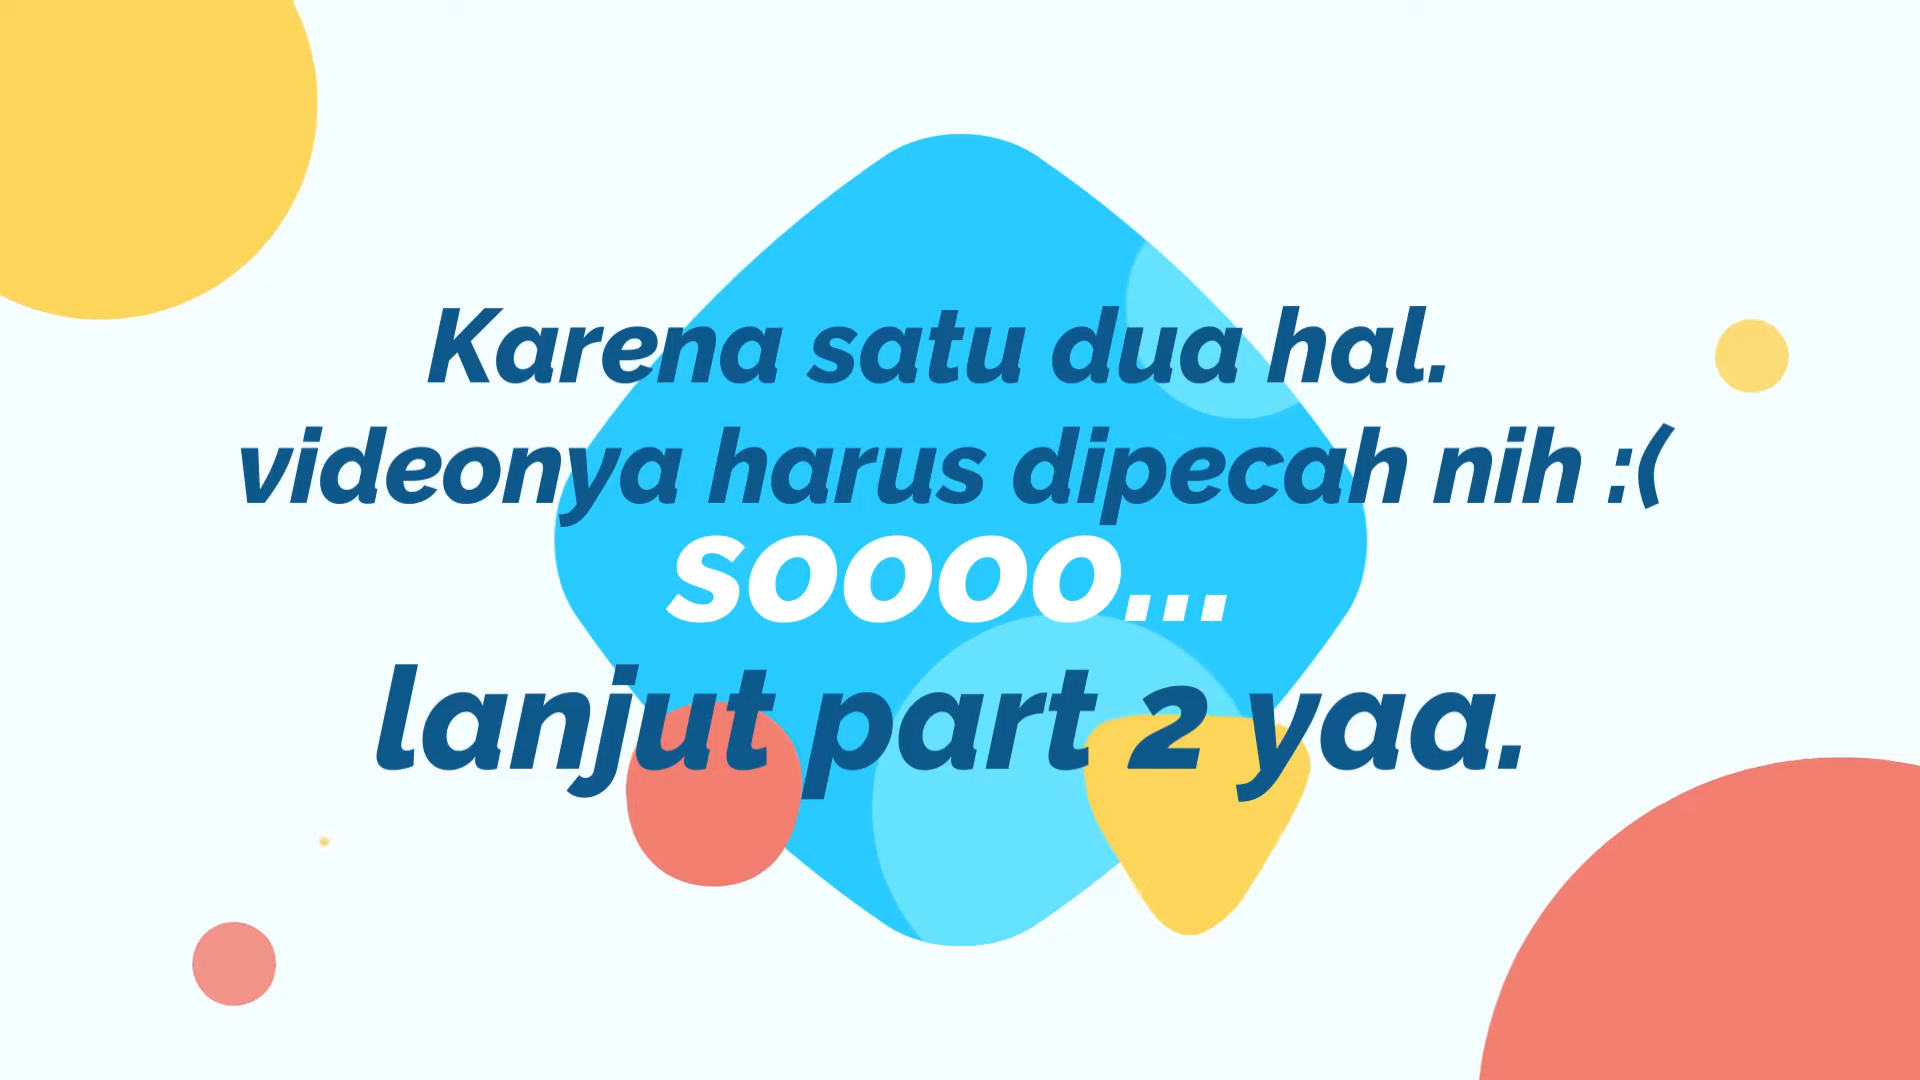 Karena satu dua hal.
videonya harus dipecah nih :(
soooo...
lanjut part 2 yaa.